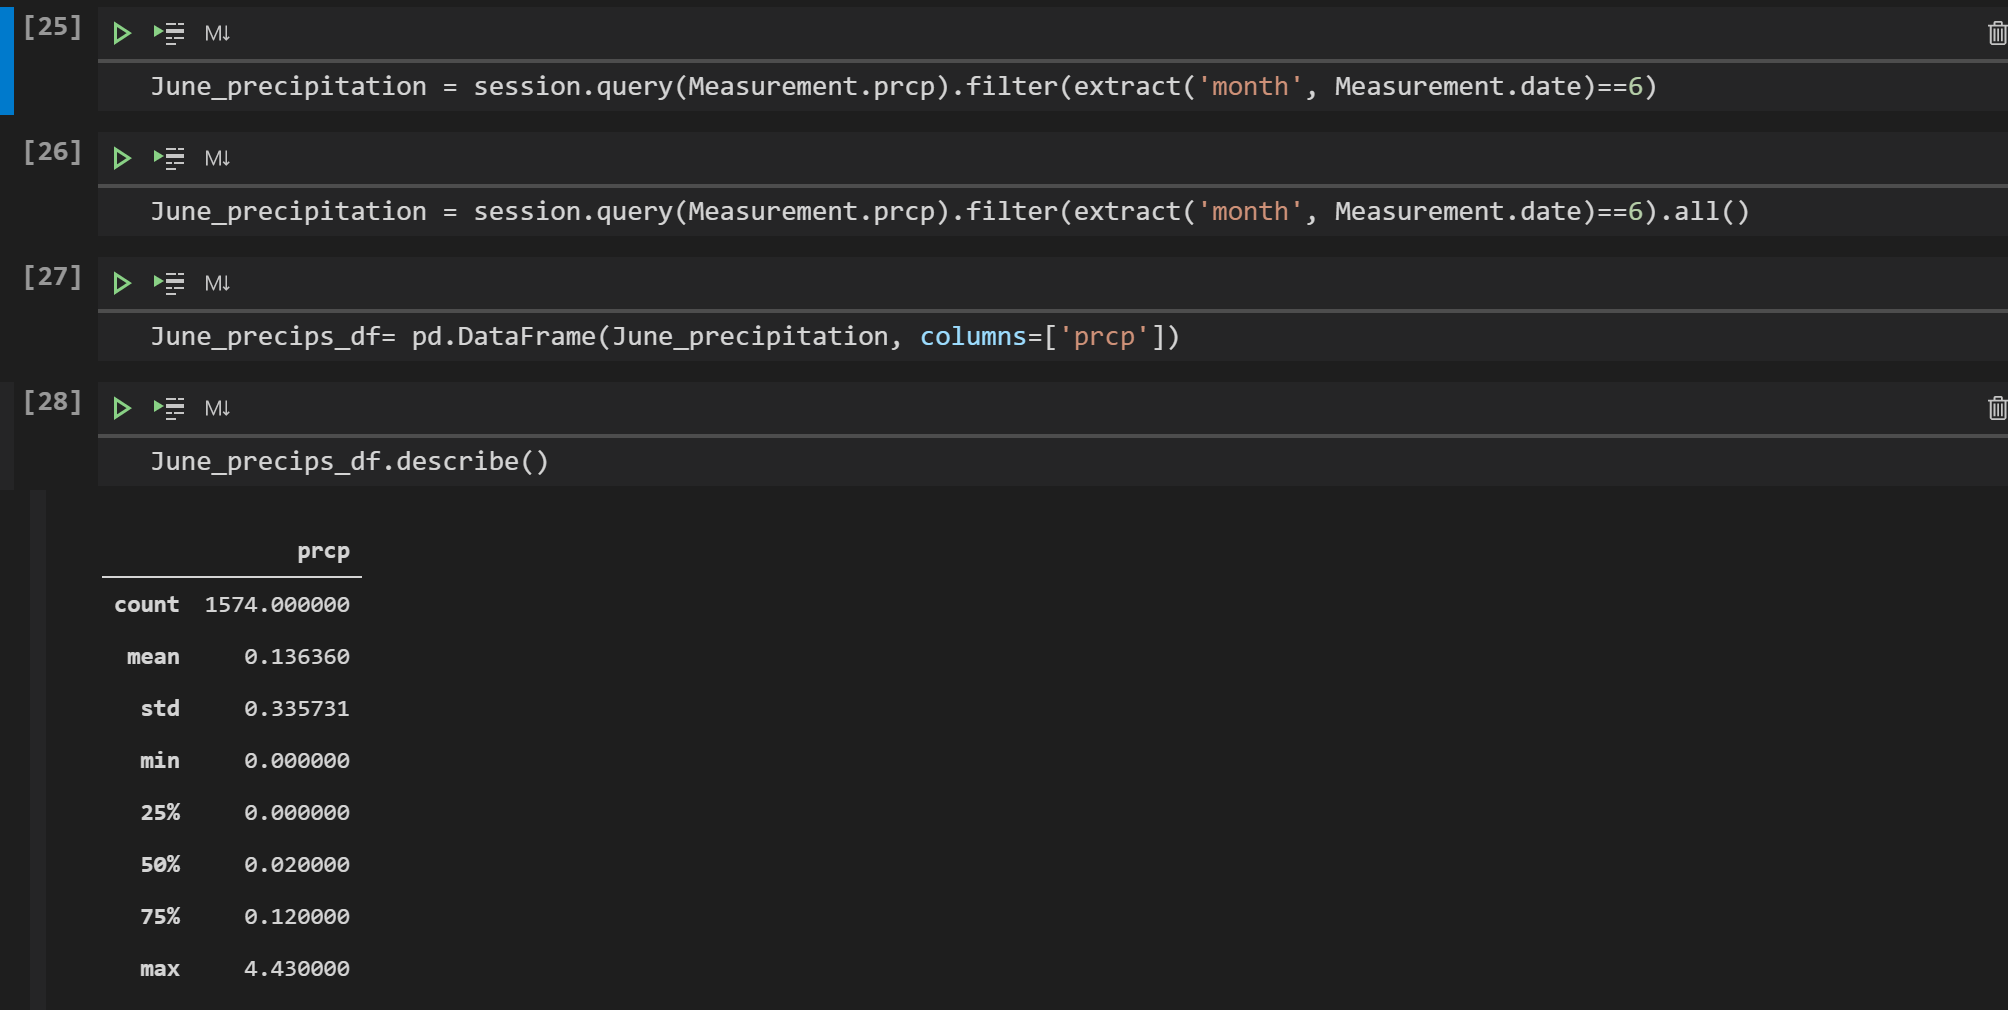 [25]
M↓
June_precipitation = session.query(Measurement.prcp).filter(extract('month', Measurement.date)==6)
[26]
M↓
June_precipitation = session.query(Measurement.prcp).filter(extract('month', Measurement.date)==6).all()
[27]
M↓
June_precips_df= pd.DataFrame(June_precipitation, columns=['prcp'])
[28]
M↓
June_precips_df.describe()
prcp
count 1574.000000
mean 0.136360
std 0.335731
min 0.000000
25% 0.000000
50% 0.020000
75% 0.120000
max 4.430000